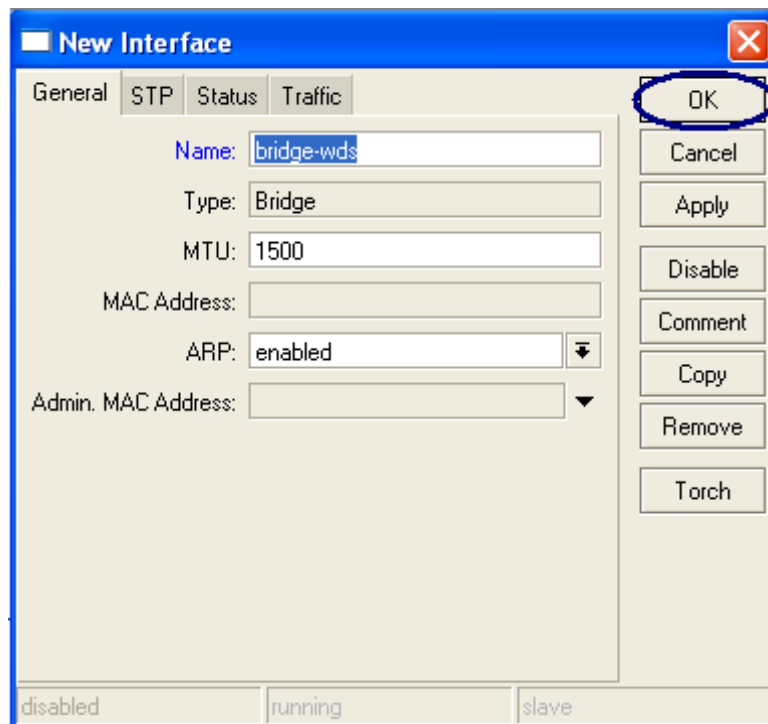 New Interface
General STP Status Traffic
Name: bridge-wds
Type: Bridge
MTU: 1500
MAC Address:
ARP: enabled
Admin. MAC Address:
OK
Cancel
Apply
Disable
Comment
Copy
Remove
Torch
disabled running slave